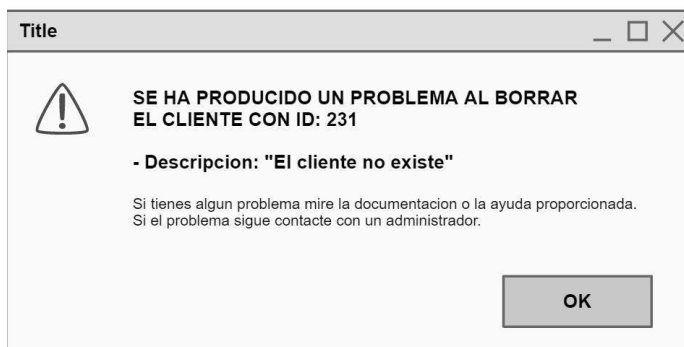 Title
SE HA PRODUCIDO UN PROBLEMA AL BORRAR
EL CLIENTE CON ID: 231
- Descripcion: "El cliente no existe"
Si tienes algun problema mire la documentacion o la ayuda proporcionada.
Si el problema sigue contacte con un administrador.
OK